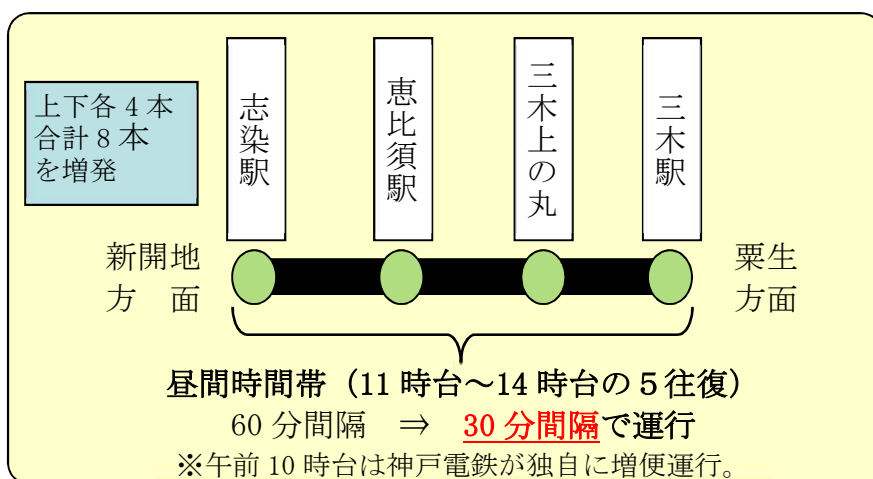 上下各４本
合計８本
を増発
志染駅
恵比須駅
三木上の丸
三木駅
新開地
方　面
粟生
方面
昼間時間帯（11 時台～14 時台の５往復）
60 分間隔　⇒　30 分間隔で運行
※午前 10 時台は神戸電鉄が独自に増便運行。